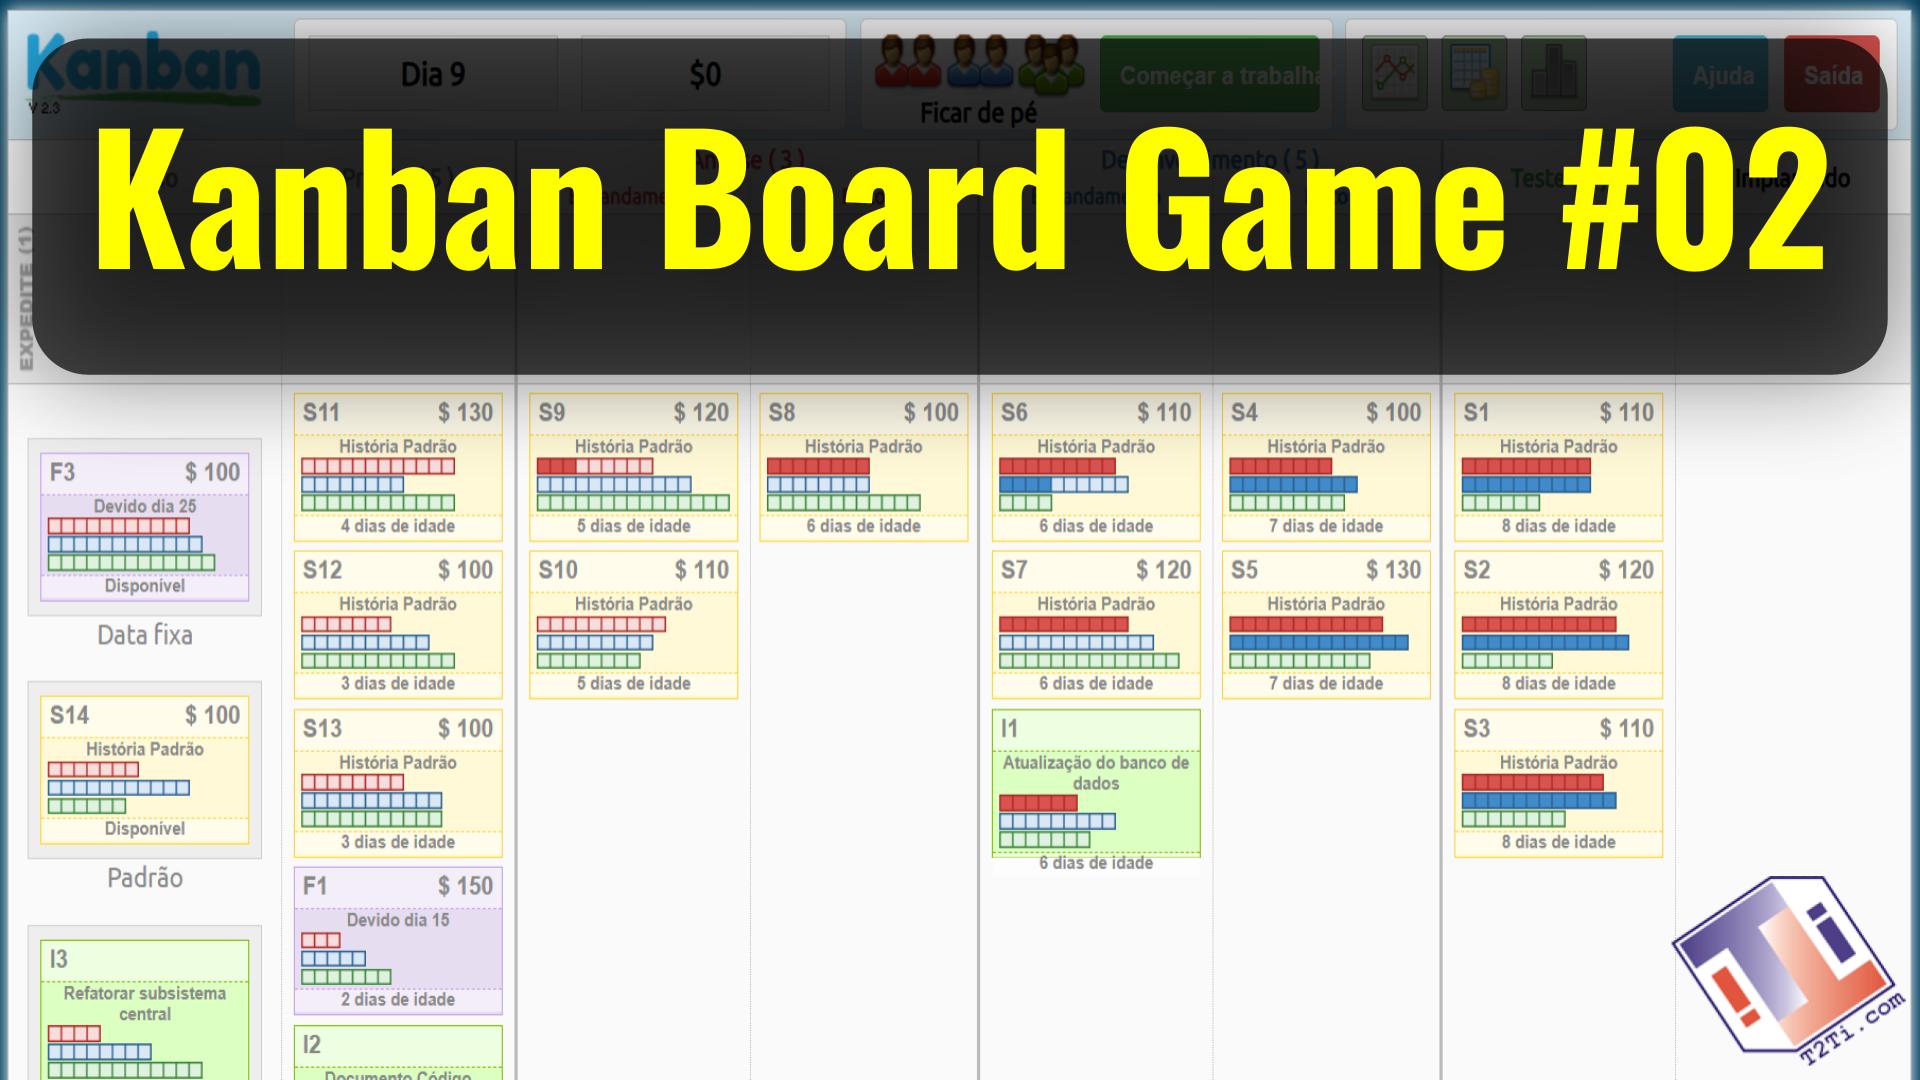 Kanban
V 2.3
Dia 9
$0
Ficar de pé
Começar a trabalha
Ajuda
Saída
Kanban Board Game #02
EXPEDITE (1)
F3 $ 100
Devido dia 25
Disponível
Data fixa
S14 $ 100
História Padrão
Disponível
Padrão
I3
Refatorar subsistema
central
S11 $ 130
História Padrão
4 dias de idade
S12 $ 100
História Padrão
3 dias de idade
S13 $ 100
História Padrão
3 dias de idade
F1 $ 150
Devido dia 15
2 dias de idade
I2
Documento Código
S9 $ 120
História Padrão
5 dias de idade
S10 $ 110
História Padrão
5 dias de idade
S8 $ 100
História Padrão
6 dias de idade
S6 $ 110
História Padrão
6 dias de idade
S7 $ 120
História Padrão
6 dias de idade
I1
Atualização do banco de
dados
6 dias de idade
S4 $ 100
História Padrão
7 dias de idade
S5 $ 130
História Padrão
7 dias de idade
S1 $ 110
História Padrão
8 dias de idade
S2 $ 120
História Padrão
8 dias de idade
S3 $ 110
História Padrão
8 dias de idade
T2Ti.com